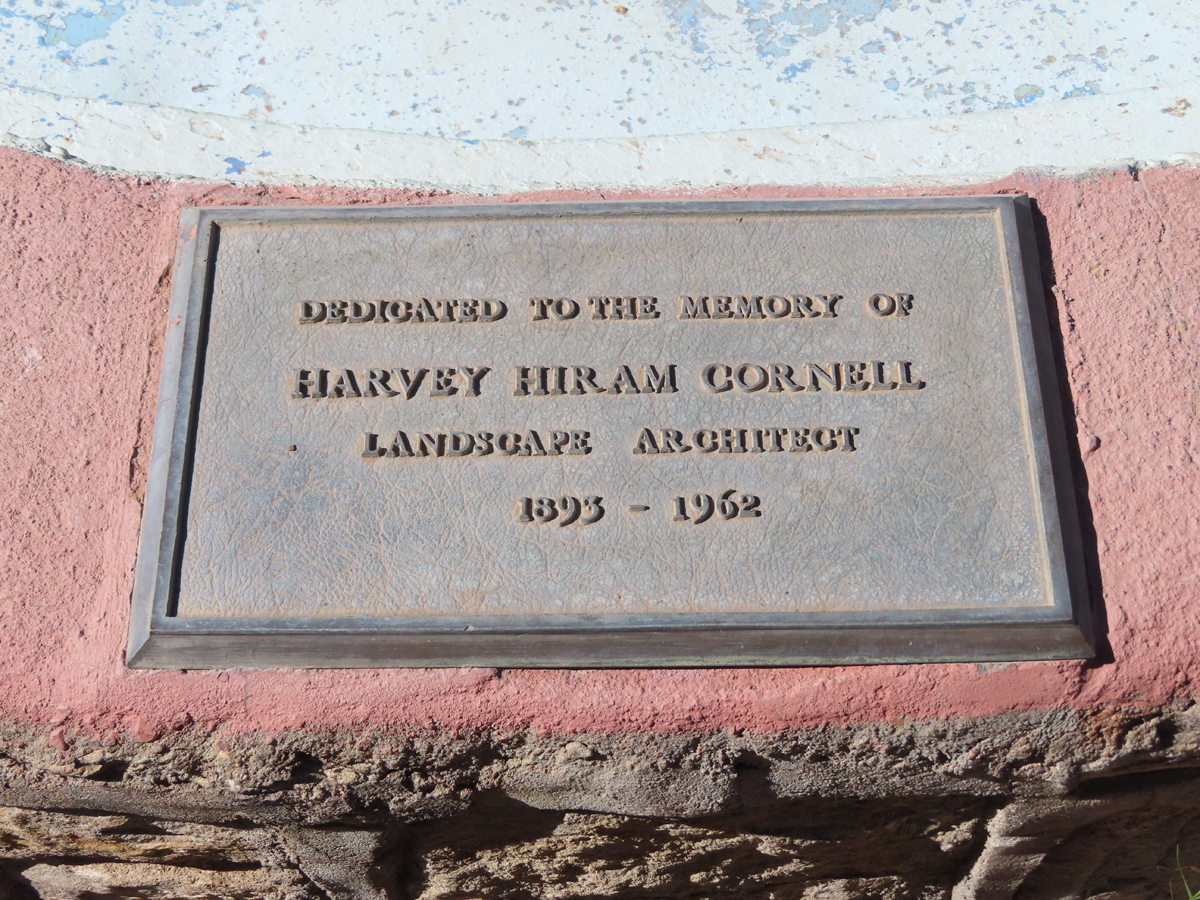 DEDICATED TO THE MEMORY OF
HARVEY HIRAM CORNELL
LANDSCAPE ARCHITECT
1893 - 1962